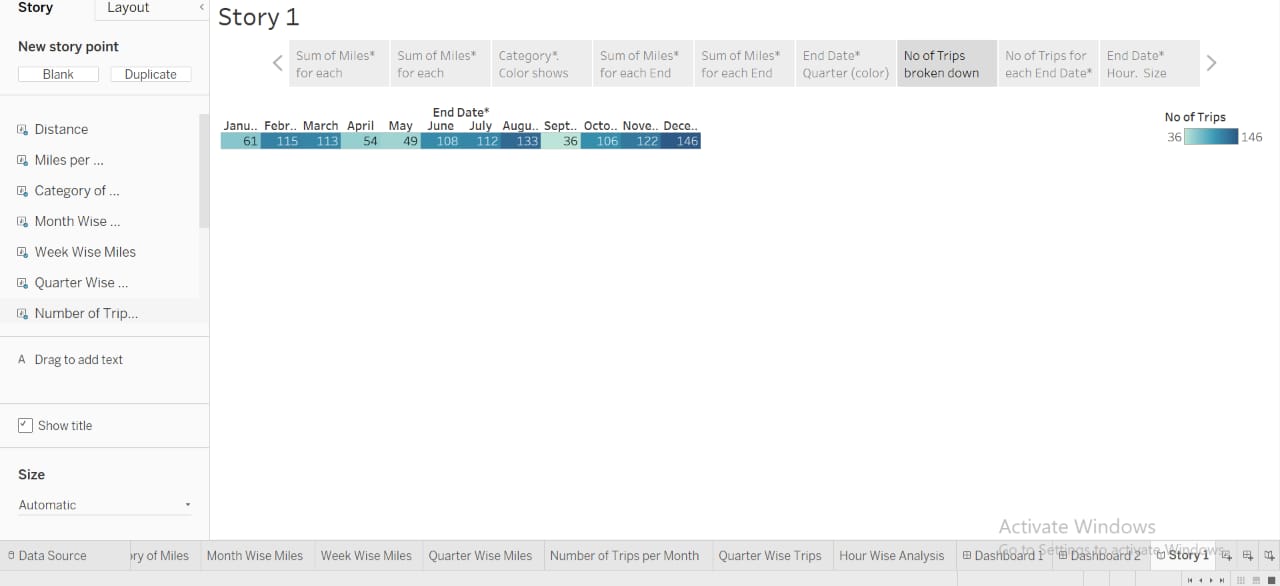 Story
Layout
Story 1
New story point
Blank
Duplicate
Sum of Miles*
for each
Sum of Miles*
for each
Category*.
Color shows
Sum of Miles*
for each End
Sum of Miles*
for each End
End Date*
Quarter (color)
No of Trips
broken down
No of Trips for
each End Date*
End Date*
Hour. Size
Distance
Miles per ...
Category of ...
Month Wise ...
Week Wise Miles
Quarter Wise ...
Number of Trip...
End Date*
Janu.. Febr.. March April May June July Augu.. Sept.. Octo.. Nove.. Dece..
61 115 113 54 49 108 112 133 36 106 122 146
No of Trips
36 146
A Drag to add text
Show title
Size
Automatic
Activate Windows
Go to Settings to activate Windows.
Data Source
ory of Miles
Month Wise Miles
Week Wise Miles
Quarter Wise Miles
Number of Trips per Month
Quarter Wise Trips
Hour Wise Analysis
Dashboard 1
Dashboard 2
Story 1